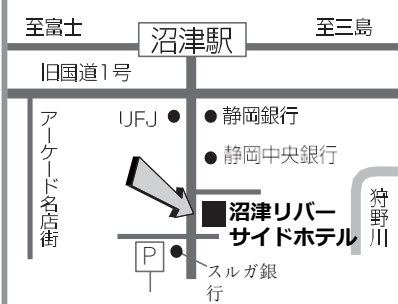 至富士
沼津駅
至三島
旧国道1号
アーケード名店街
UFJ
静岡銀行
静岡中央銀行
沼津リバー
サイドホテル
狩野川
P
スルガ銀
行